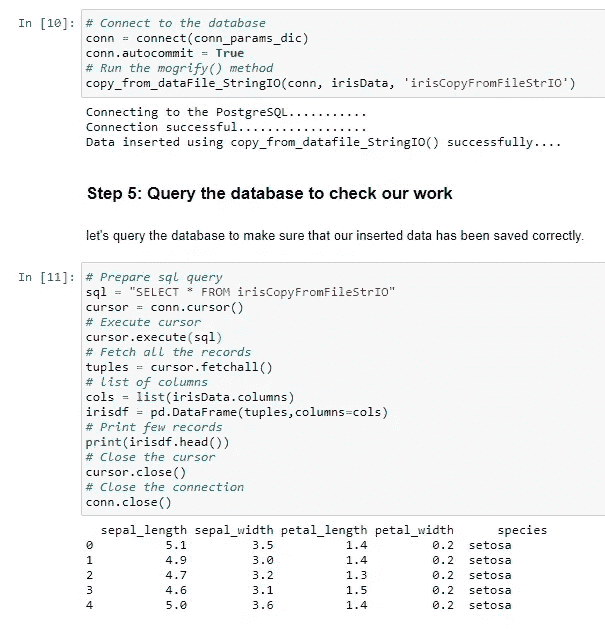 In [10]: # Connect to the database
conn = connect(conn_params_dic)
conn.autocommit = True
# Run the mogrify() method
copy_from_dataFile_StringIO(conn, irisData, 'irisCopyFromFileStrIO')
Connecting to the PostgreSQL...........
Connection successful..................
Data inserted using copy_from_datafile_StringIO() successfully....
Step 5: Query the database to check our work
let's query the database to make sure that our inserted data has been saved correctly.
In [11]: # Prepare sql query
sql = "SELECT * FROM irisCopyFromFileStrIO"
cursor = conn.cursor()
# Execute cursor
cursor.execute(sql)
# Fetch all the records
tuples = cursor.fetchall()
# list of columns
cols = list(irisData.columns)
irisdf = pd.DataFrame(tuples,columns=cols)
# Print few records
print(irisdf.head())
# Close the cursor
cursor.close()
# Close the connection
conn.close()
sepal_length sepal_width petal_length petal_width species
0 5.1 3.5 1.4 0.2 setosa
1 4.9 3.0 1.4 0.2 setosa
2 4.7 3.2 1.3 0.2 setosa
3 4.6 3.1 1.5 0.2 setosa
4 5.0 3.6 1.4 0.2 setosa